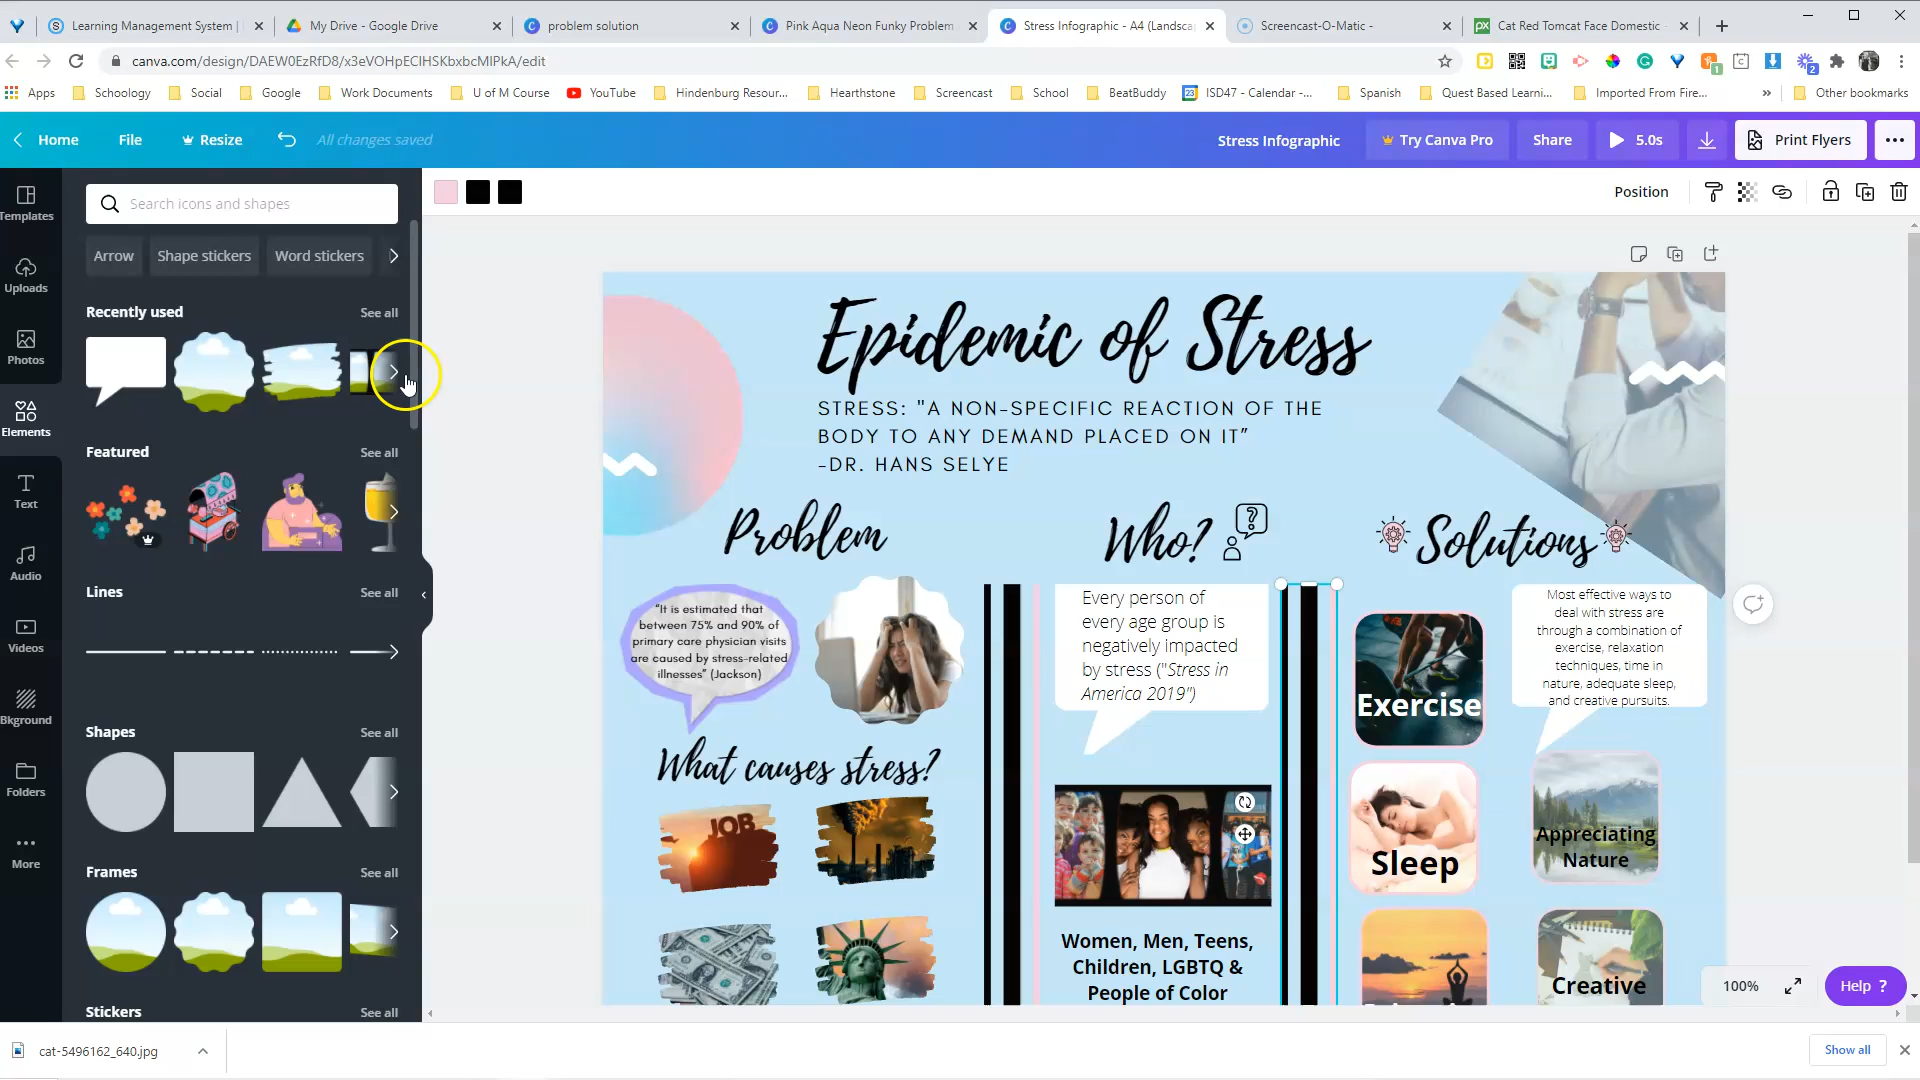 Learning Management System |
My Drive - Google Drive
problem solution
Pink Aqua Neon Funky Problem
Stress Infographic - A4 (Landsca
Screencast-O-Matic -
Cat Red Tomcat Face Domestic -
canva.com/design/DAEW0EzRfD8/x3eVOHpECIHSKbxbcMIPkA/edit
Apps
Schoology
Social
Google
Work Documents
U of M Course
YouTube
Hindenburg Resour...
Hearthstone
Screencast
School
BeatBuddy
ISD47 - Calendar -...
Spanish
Quest Based Learni...
Imported From Fire...
Other bookmarks
Home
File
Resize
All changes saved
Stress Infographic
Try Canva Pro
Share
5.0s
Print Flyers
Templates
Uploads
Photos
Elements
Text
Audio
Videos
Bkground
Folders
More
Search icons and shapes
Arrow
Shape stickers
Word stickers
Recently used
See all
Featured
See all
Lines
See all
Shapes
See all
Frames
See all
Stickers
See all
Position
Epidemic of Stress
STRESS: "A NON-SPECIFIC REACTION OF THE
BODY TO ANY DEMAND PLACED ON IT"
-DR. HANS SELYE
Problem
"It is estimated that
between 75% and 90% of
primary care physician visits
are caused by stress-related
illnesses" (Jackson)
What causes stress?
JOB
Who?
?
Every person of
every age group is
negatively impacted
by stress ("Stress in
America 2019")
Women, Men, Teens,
Children, LGBTQ &
People of Color
Solutions
Most effective ways to
deal with stress are
through a combination of
exercise, relaxation
techniques, time in
nature, adequate sleep,
and creative pursuits.
Exercise
Sleep
Appreciating
Nature
Creative
100%
Help ?
cat-5496162_640.jpg
Show all